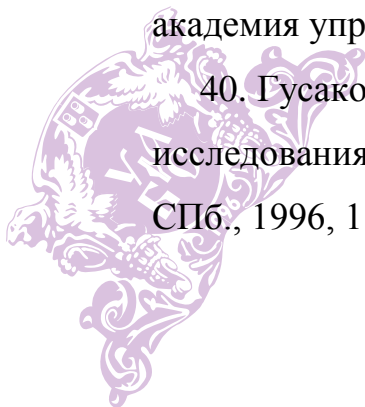 академия упр
40. Гусако
исследования
СПб., 1996, 1